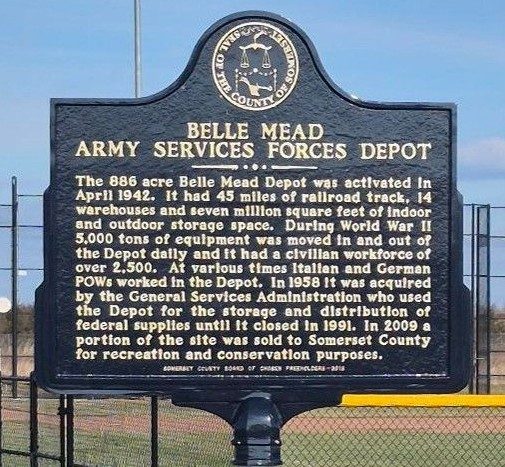 SEAL OF THE COUNTY OF SOMERSET
BELLE MEAD
ARMY SERVICES FORCES DEPOT
The 886 acre Belle Mead Depot was activated in
April 1942. It had 45 miles of railroad track, 14
warehouses and seven million square feet of indoor
and outdoor storage space. During World War II
5,000 tons of equipment was moved in and out of
the Depot daily and it had a civilian workforce of
over 2,500. At various times Italian and German
POWs worked in the Depot. In 1958 it was acquired
by the General Services Administration who used
the Depot for the storage and distribution of
federal supplies until it closed in 1991. In 2009 a
portion of the site was sold to Somerset County
for recreation and conservation purposes.
SOMERSET COUNTY BOARD OF CHOSEN FREEHOLDERS-2018